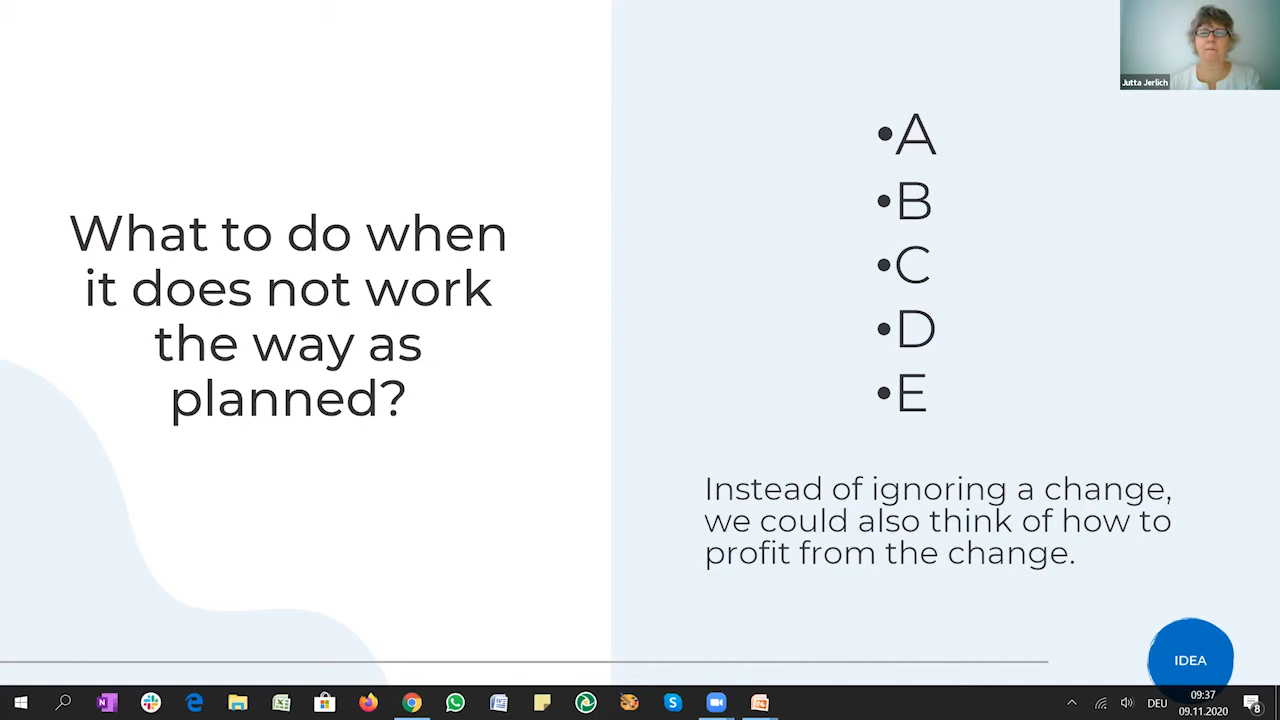 What to do when
it does not work
the way as
planned?
•A
•B
•C
•D
•E
Instead of ignoring a change,
we could also think of how to
profit from the change.
IDEA
Jutta Jerlich
DEU
09:37
09.11.2020
8